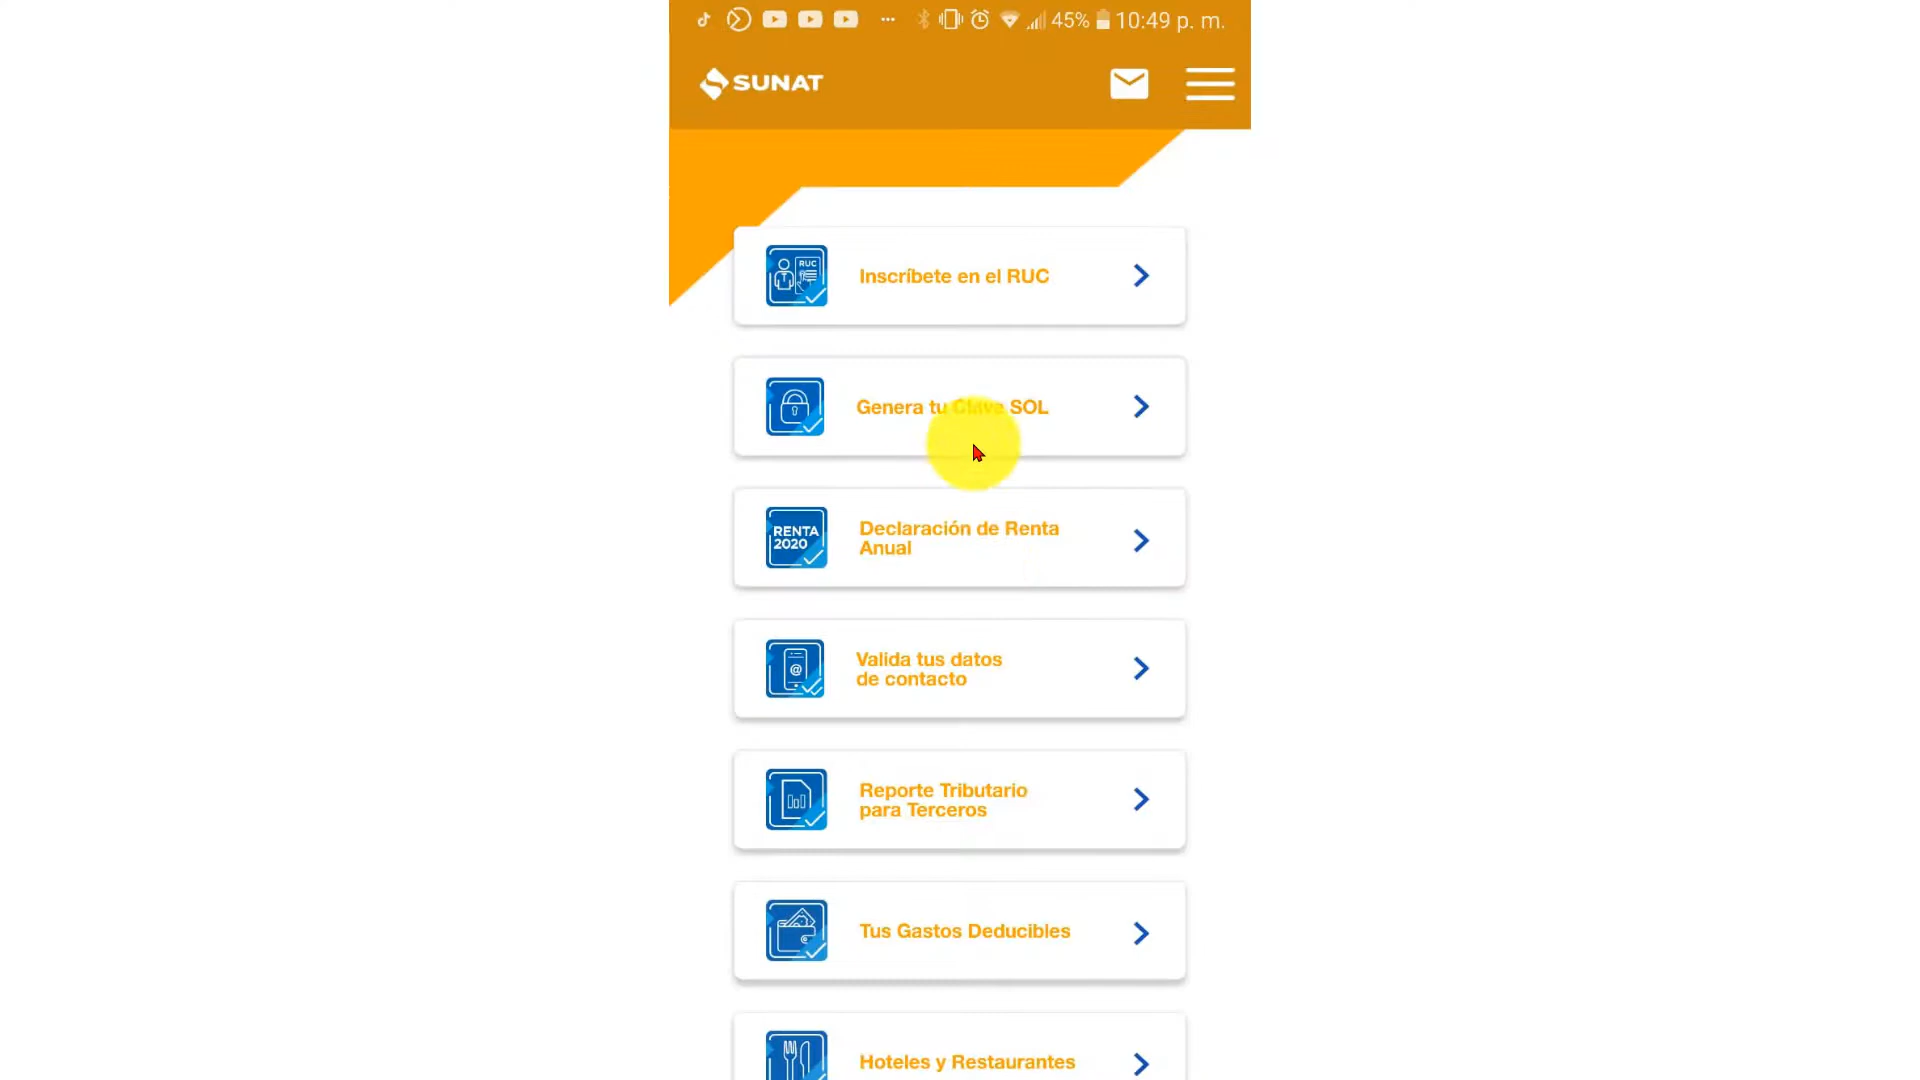 45% 10:49 p. m.
SUNAT
RUC
Inscríbete en el RUC
Genera tu Clave SOL
RENTA
2020
Declaración de Renta
Anual
@
Valida tus datos
de contacto
Reporte Tributario
para Terceros
Tus Gastos Deducibles
Hoteles y Restaurantes